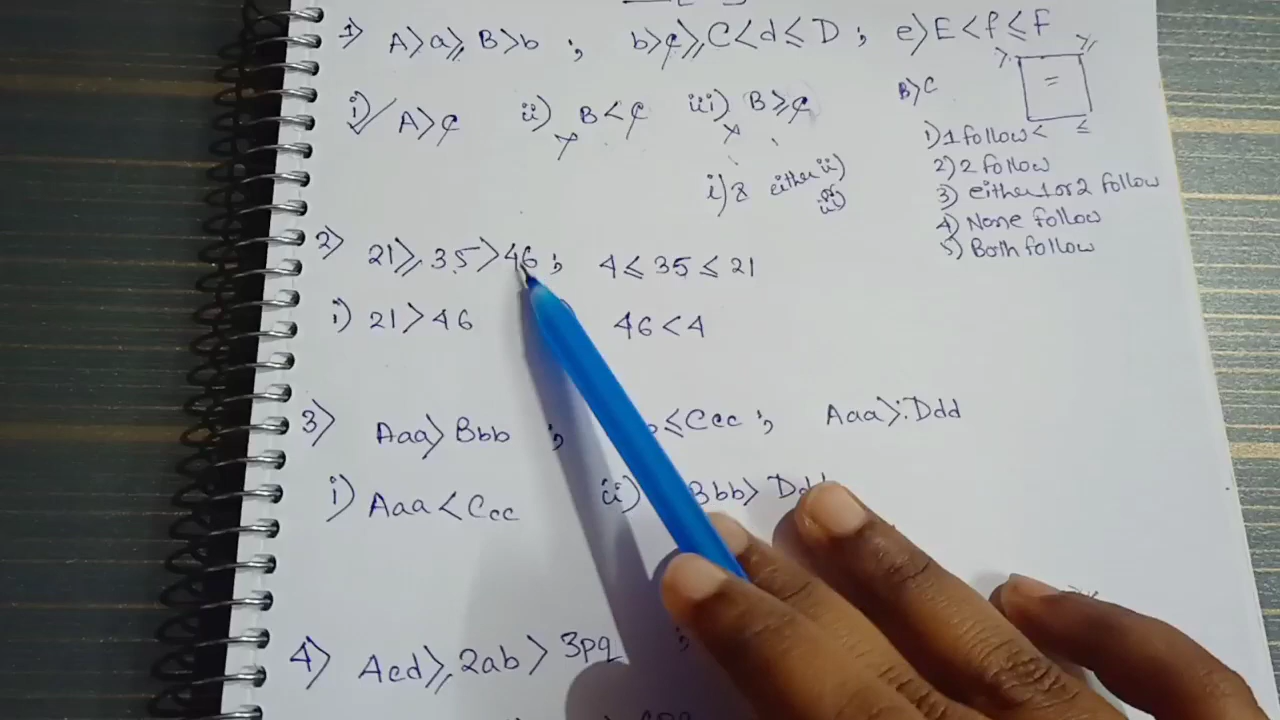 1) A>a≥B>b ; b>¢≥C<d≤D ; e>E<f≤F
≥ ≥
B>C =
i)✓ A>¢ ii) B<¢ iii) B≥¢
× ×
< ≤
1) 1 follow
i) & either ii) or iii)
2) 2 follow
3) either 1 or 2 follow
4) None follow
5) Both follow
2) 21≥35>46 ; 4≤35≤21
i) 21>46 46<4
3) Aaa>Bbb ; ≤Ccc ; Aaa>Ddd
i) Aaa<Ccc ii) Bbb>Ddd
4) Acd≥2ab>3pq ;